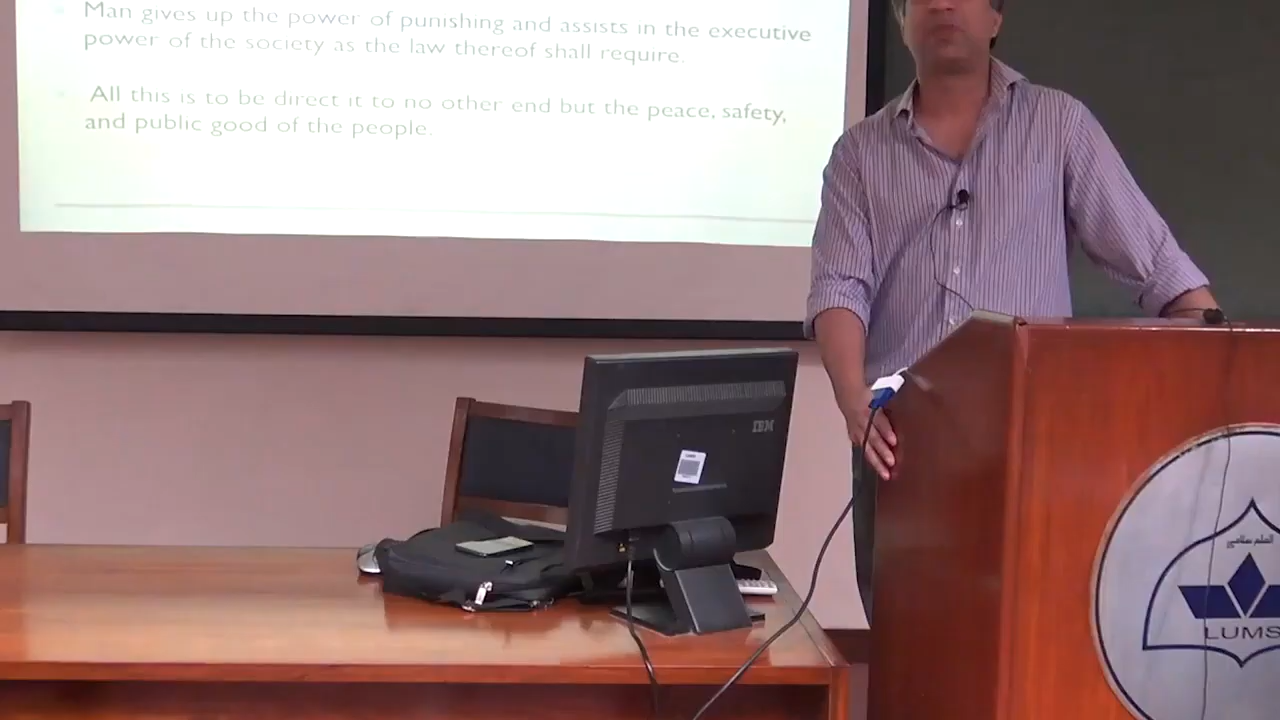 Man gives up the power of punishing and assists in the executive
power of the society as the law thereof shall require.
All this is to be direct it to no other end but the peace, safety,
and public good of the people.
IBM
LUMS